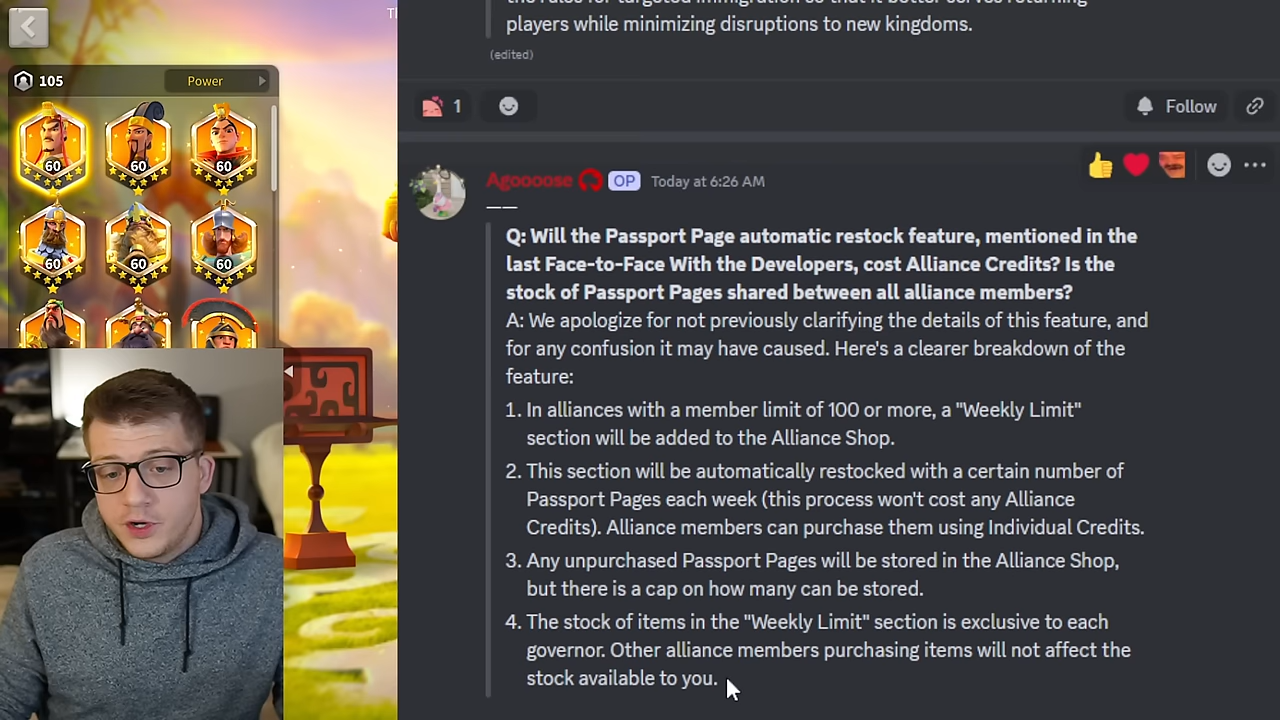 105
Power
60
60
60
60
60
60
players while minimizing disruptions to new kingdoms.
(edited)
1
Follow
Agoooose OP Today at 6:26 AM
——
Q: Will the Passport Page automatic restock feature, mentioned in the
last Face-to-Face With the Developers, cost Alliance Credits? Is the
stock of Passport Pages shared between all alliance members?
A: We apologize for not previously clarifying the details of this feature, and
for any confusion it may have caused. Here's a clearer breakdown of the
feature:
1. In alliances with a member limit of 100 or more, a "Weekly Limit"
section will be added to the Alliance Shop.
2. This section will be automatically restocked with a certain number of
Passport Pages each week (this process won't cost any Alliance
Credits). Alliance members can purchase them using Individual Credits.
3. Any unpurchased Passport Pages will be stored in the Alliance Shop,
but there is a cap on how many can be stored.
4. The stock of items in the "Weekly Limit" section is exclusive to each
governor. Other alliance members purchasing items will not affect the
stock available to you.